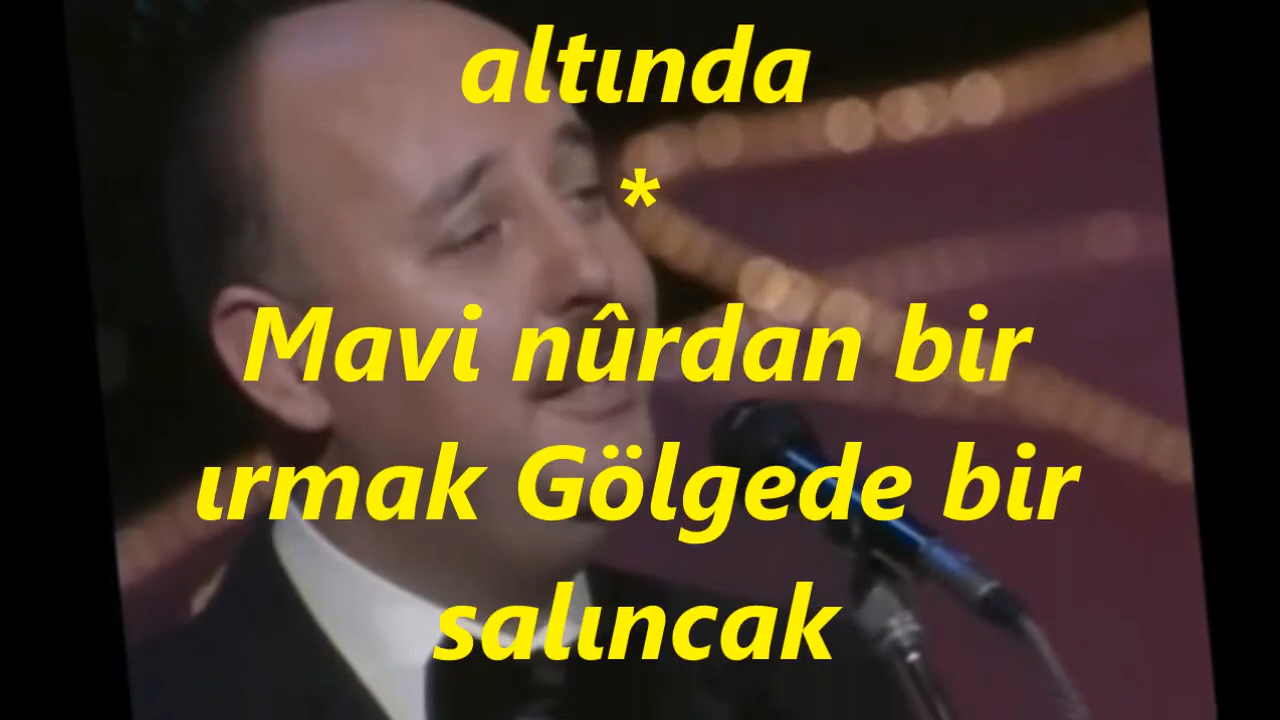 altında
*
Mavi nûrdan bir
ırmak Gölgede bir
salıncak